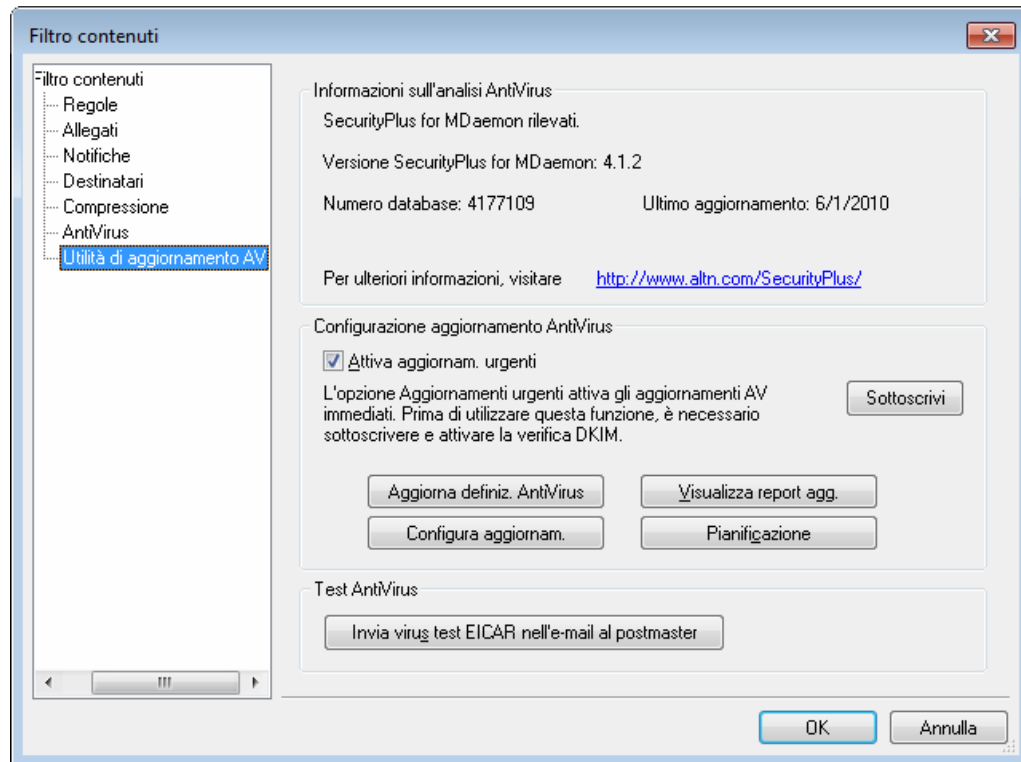 Filtro contenuti
Filtro contenuti
Regole
Allegati
Notifiche
Destinatari
Compressione
AntiVirus
Utilità di aggiornamento AV
Informazioni sull'analisi AntiVirus
SecurityPlus for MDaemon rilevati.
Versione SecurityPlus for MDaemon: 4.1.2
Numero database: 4177109 Ultimo aggiornamento: 6/1/2010
Per ulteriori informazioni, visitare http://www.altn.com/SecurityPlus/
Configurazione aggiornamento AntiVirus
Attiva aggiornam. urgenti
L'opzione Aggiornamenti urgenti attiva gli aggiornamenti AV
immediati. Prima di utilizzare questa funzione, è necessario
sottoscrivere e attivare la verifica DKIM.
Sottoscrivi
Aggiorna definiz. AntiVirus Visualizza report agg.
Configura aggiornam. Pianificazione
Test AntiVirus
Invia virus test EICAR nell'e-mail al postmaster
OK Annulla